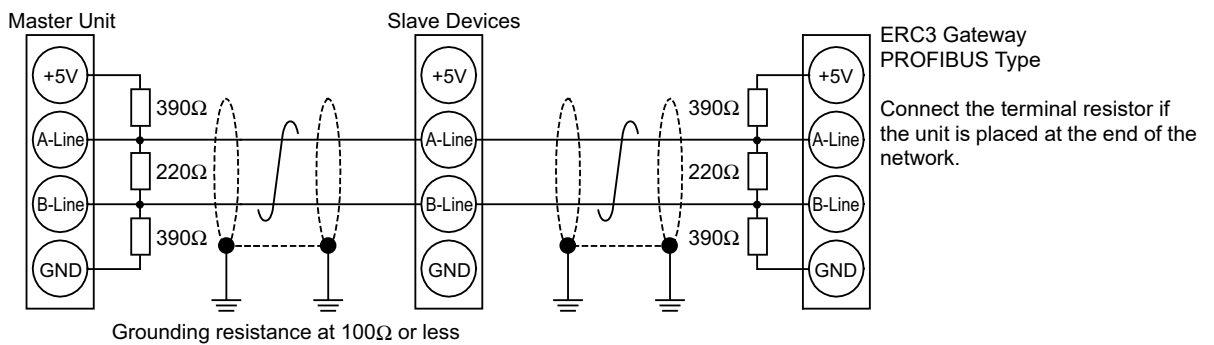 Master Unit
Slave Devices
ERC3 Gateway
PROFIBUS Type
+5V
390Ω
A-Line
220Ω
B-Line
390Ω
GND
+5V
A-Line
B-Line
GND
390Ω
220Ω
390Ω
+5V
A-Line
B-Line
GND
Connect the terminal resistor if
the unit is placed at the end of the
network.
Grounding resistance at 100Ω or less